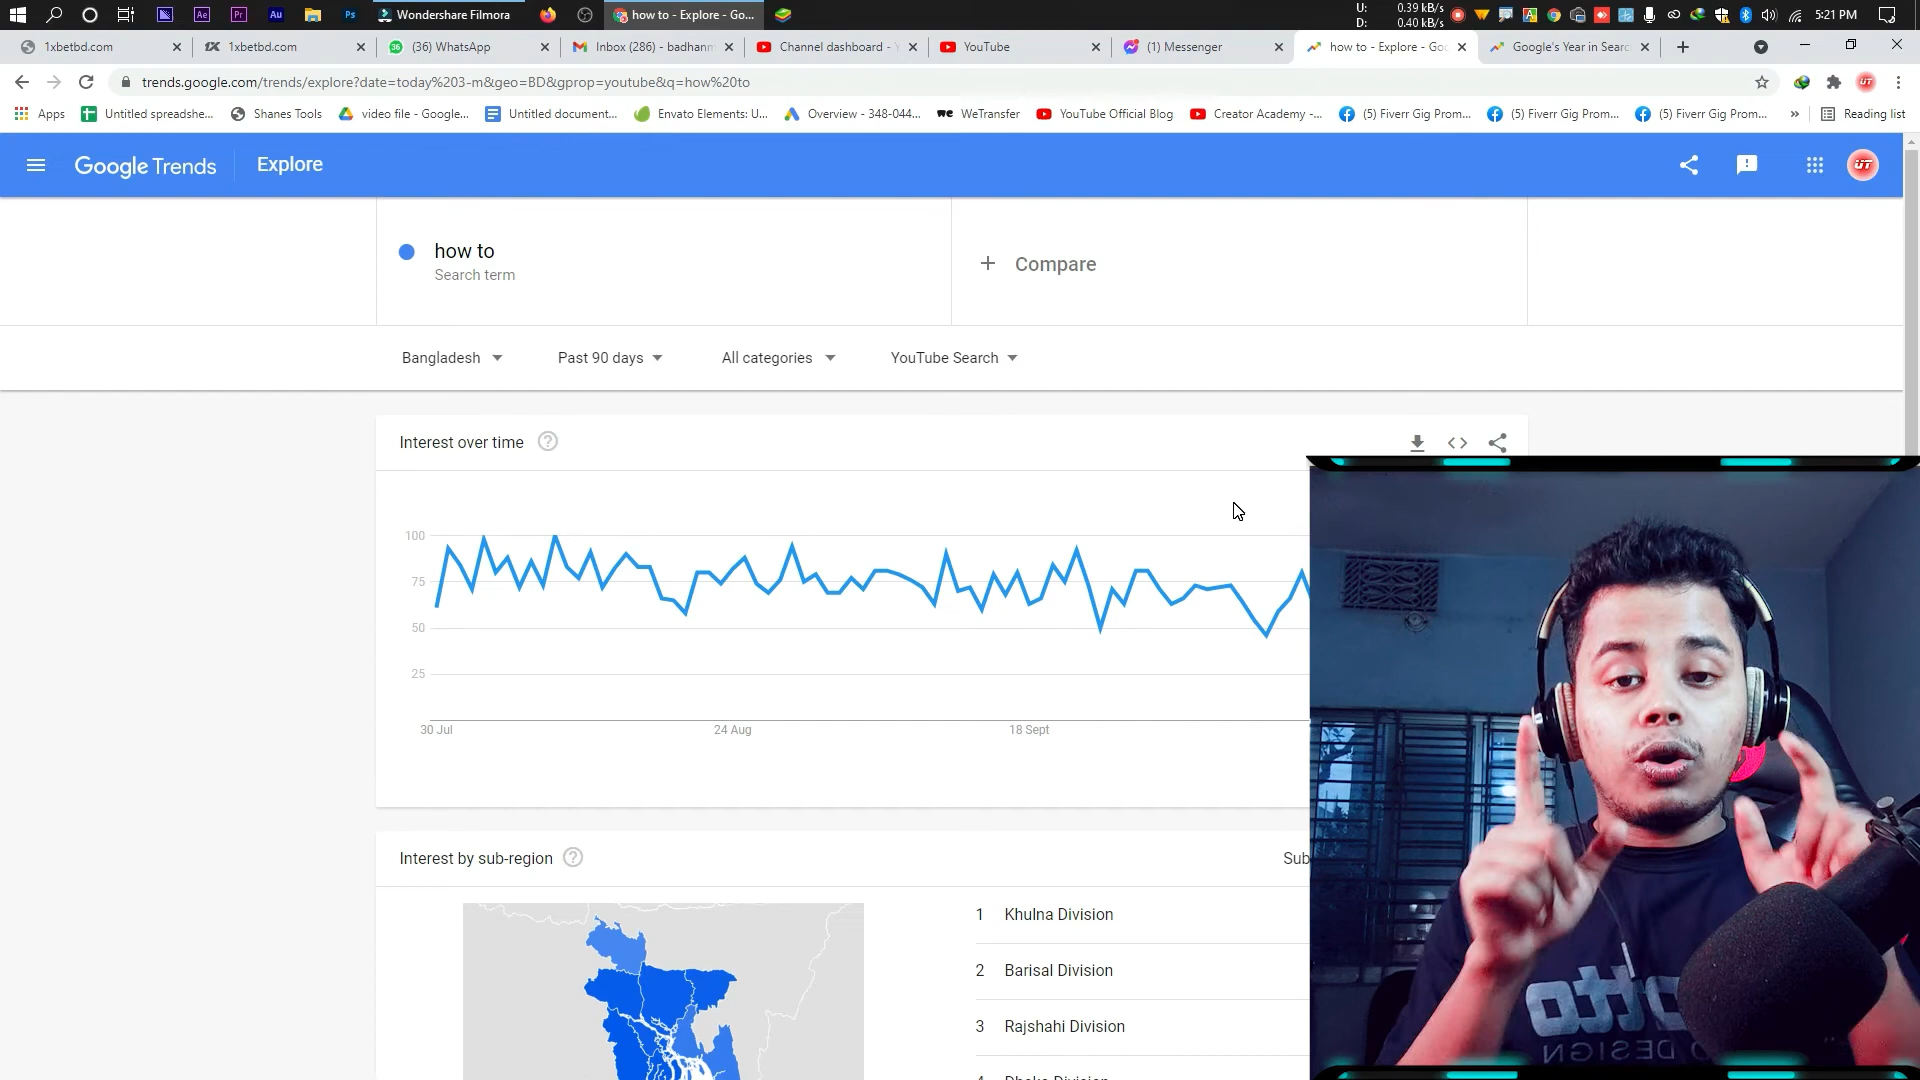 Wondershare Filmora
how to - Explore - Go...
U: 0.39 kB/s
D: 0.40 kB/s
5:21 PM
1xbetbd.com
1xbetbd.com
(36) WhatsApp
Inbox (286) - badhanm
Channel dashboard - Y
YouTube
(1) Messenger
how to - Explore - Goo
Google's Year in Searc
trends.google.com/trends/explore?date=today%203-m&geo=BD&gprop=youtube&q=how%20to
Apps
Untitled spreadshe...
Shanes Tools
video file - Google...
Untitled document...
Envato Elements: U...
Overview - 348-044...
WeTransfer
YouTube Official Blog
Creator Academy -...
(5) Fiverr Gig Prom...
(5) Fiverr Gig Prom...
(5) Fiverr Gig Prom...
Reading list
Google Trends
Explore
UT
how to
Search term
+ Compare
Bangladesh
Past 90 days
All categories
YouTube Search
Interest over time
100
75
50
25
30 Jul
24 Aug
18 Sept
Interest by sub-region
Sub
1 Khulna Division
2 Barisal Division
3 Rajshahi Division